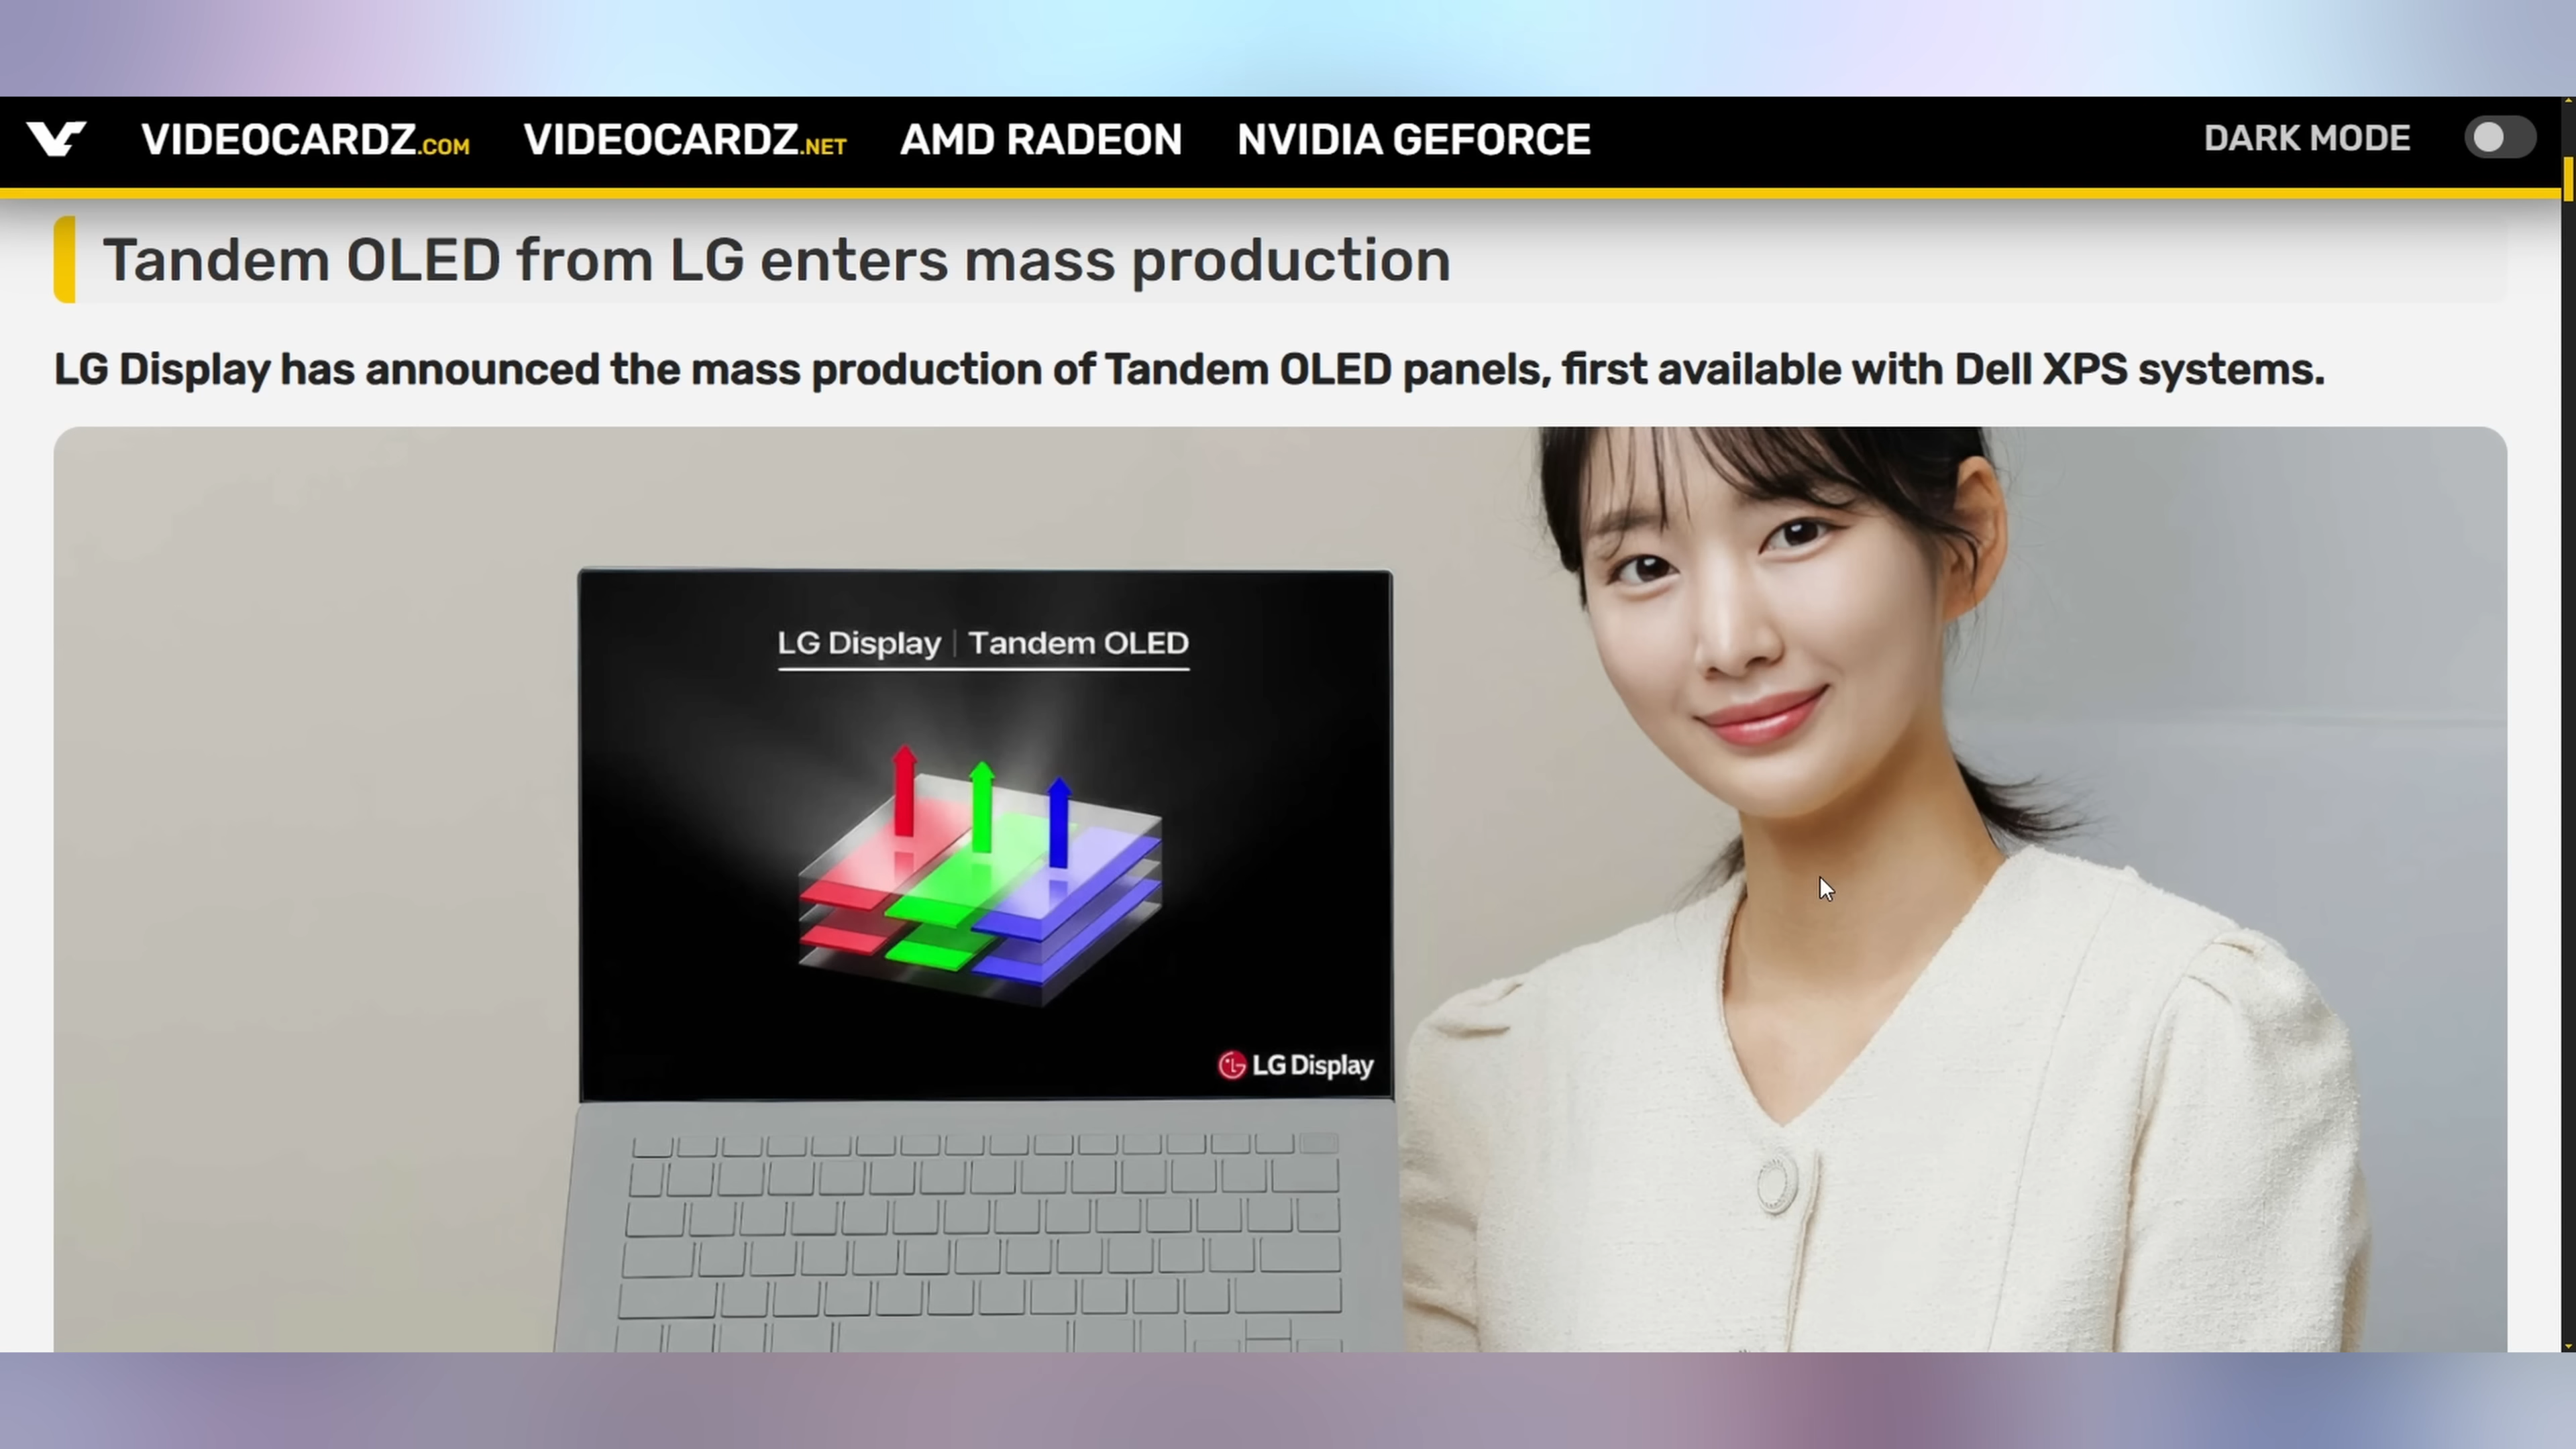 VIDEOCARDZ.COM VIDEOCARDZ.NET AMD RADEON NVIDIA GEFORCE DARK MODE
Tandem OLED from LG enters mass production
LG Display has announced the mass production of Tandem OLED panels, first available with Dell XPS systems.
LG Display | Tandem OLED
LG Display